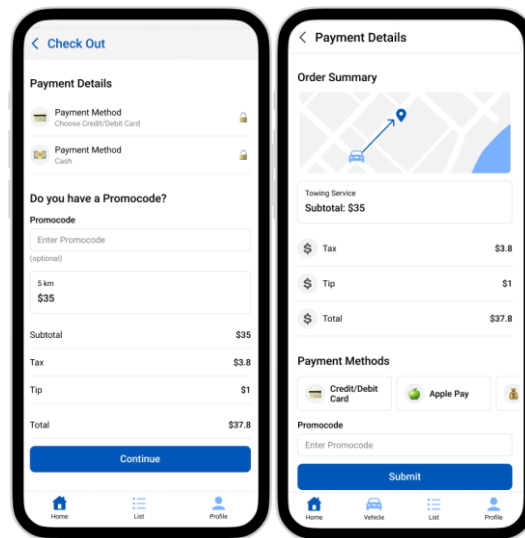 Check Out
Payment Details
Payment Method
Choose Credit/Debit Card
Payment Method
Cash
Do you have a Promocode?
Promocode
Enter Promocode
(optional)
5 km
$35
Subtotal $35
Tax $3.8
Tip $1
Total $37.8
Continue
Home List Profile
Payment Details
Order Summary
Towing Service
Subtotal: $35
$ Tax $3.8
$ Tip $1
$ Total $37.8
Payment Methods
Credit/Debit
Card
Apple Pay
Promocode
Enter Promocode
Submit
Home Vehicle List Profile